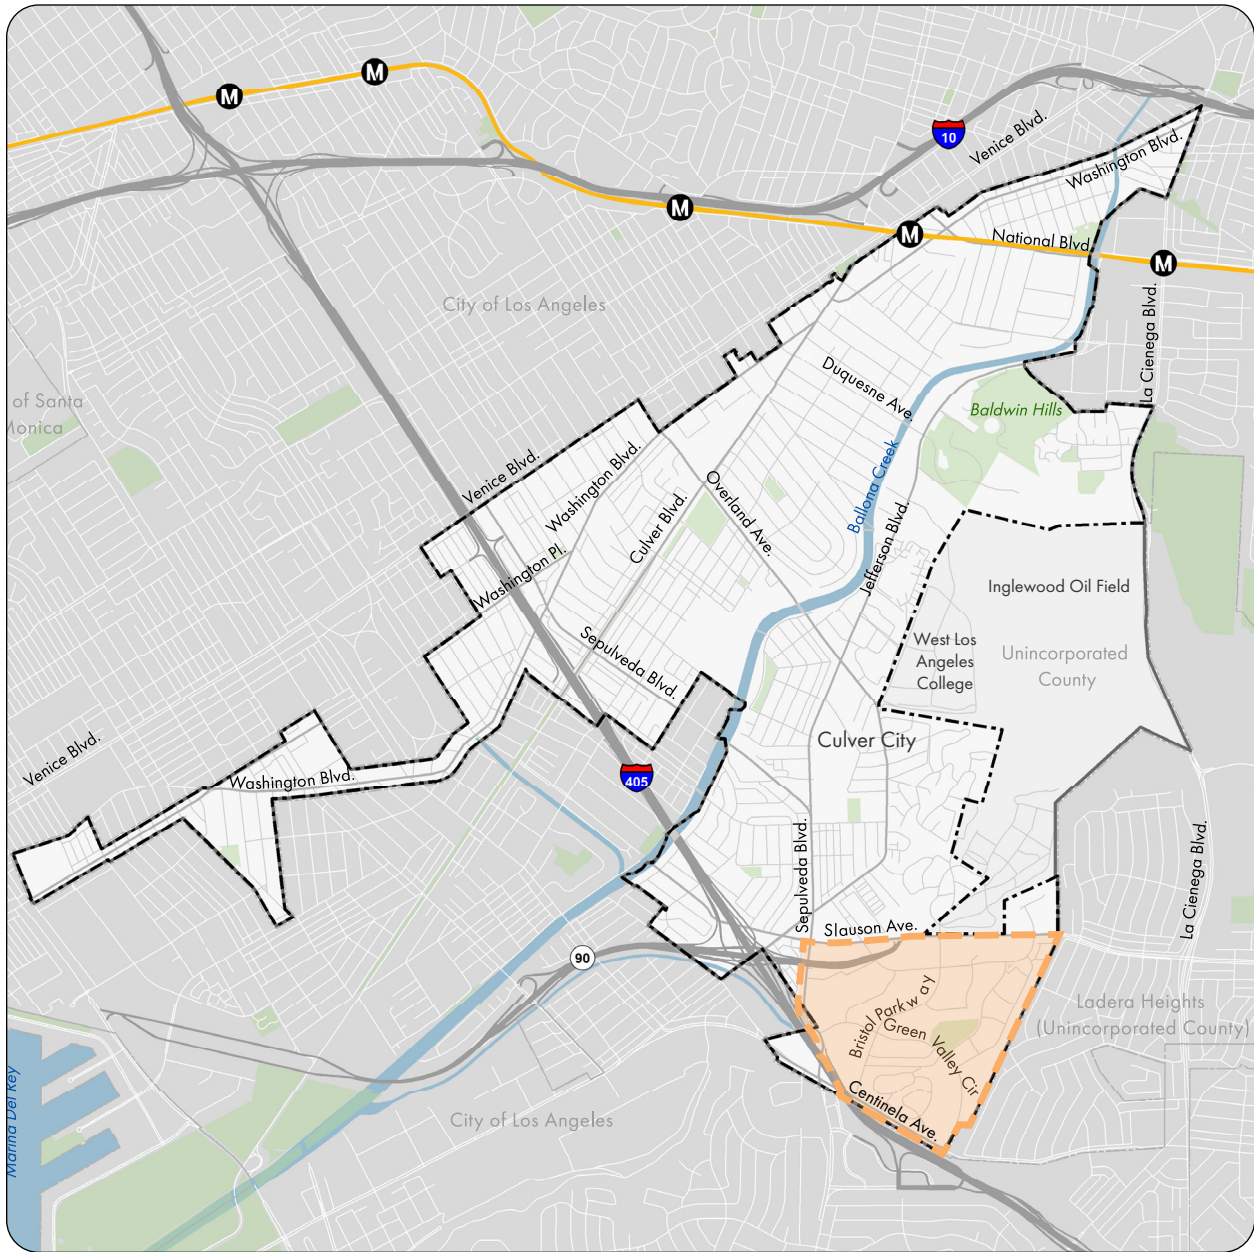 M
M
10
Venice Blvd.
Washington Blvd.
M
M
National Blvd.
M
City of Los Angeles
La Cienega Blvd.
Duquesne Ave.
of Santa
Monica
Baldwin Hills
Venice Blvd.
Washington Blvd.
Ballona Creek
Overland Ave.
Culver Blvd.
Jefferson Blvd.
Washington Pl.
Inglewood Oil Field
West Los
Angeles
College
Unincorporated
County
Sepulveda Blvd.
Culver City
Venice Blvd.
Washington Blvd.
405
Sepulveda Blvd.
La Cienega Blvd.
Slauson Ave.
90
Bristol Parkway
Green Valley Cir
Ladera Heights
(Unincorporated County)
Centinela Ave.
City of Los Angeles
Marina Del Rey